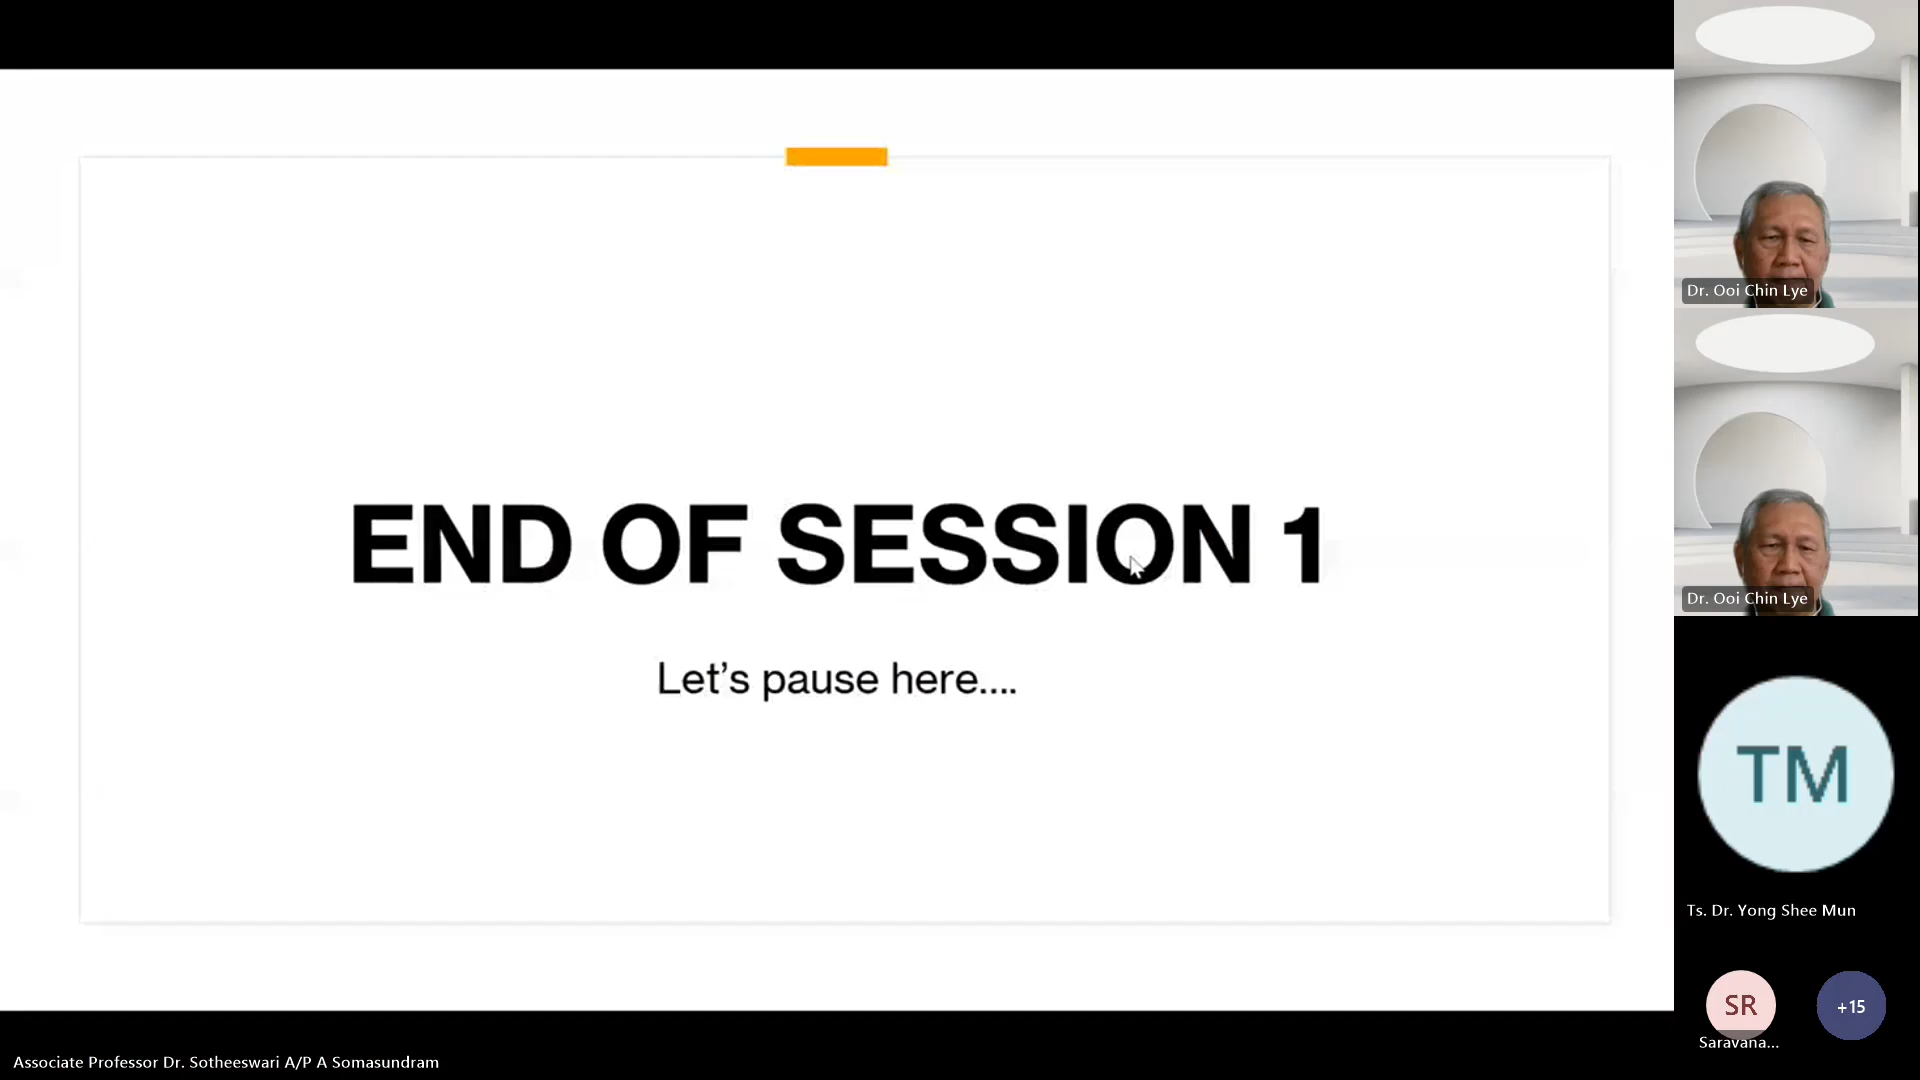 END OF SESSION 1
Let’s pause here....
Dr. Ooi Chin Lye
Dr. Ooi Chin Lye
TM
Ts. Dr. Yong Shee Mun
SR
+15
Saravana...
Associate Professor Dr. Sotheeswari A/P A Somasundram